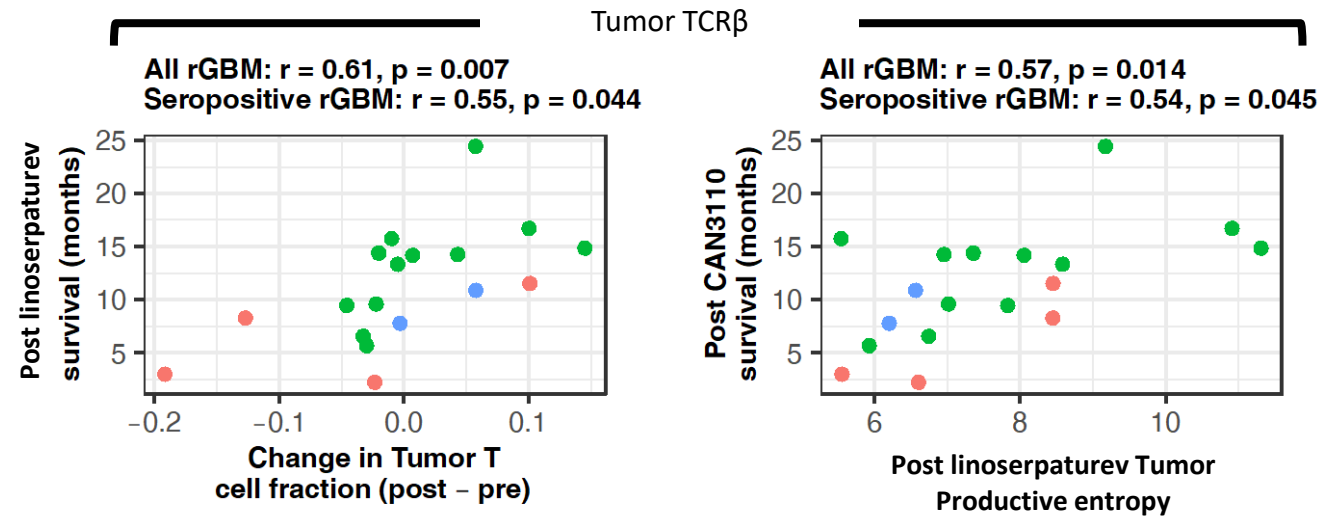 Tumor TCRβ
All rGBM: r = 0.61, p = 0.007
Seropositive rGBM: r = 0.55, p = 0.044
Post linoserpaturev
survival (months)
25
20
15
10
5
−0.2 −0.1 0.0 0.1
Change in Tumor T
cell fraction (post − pre)
All rGBM: r = 0.57, p = 0.014
Seropositive rGBM: r = 0.54, p = 0.045
Post CAN3110
survival (months)
25
20
15
10
5
6 8 10
Post linoserpaturev Tumor
Productive entropy